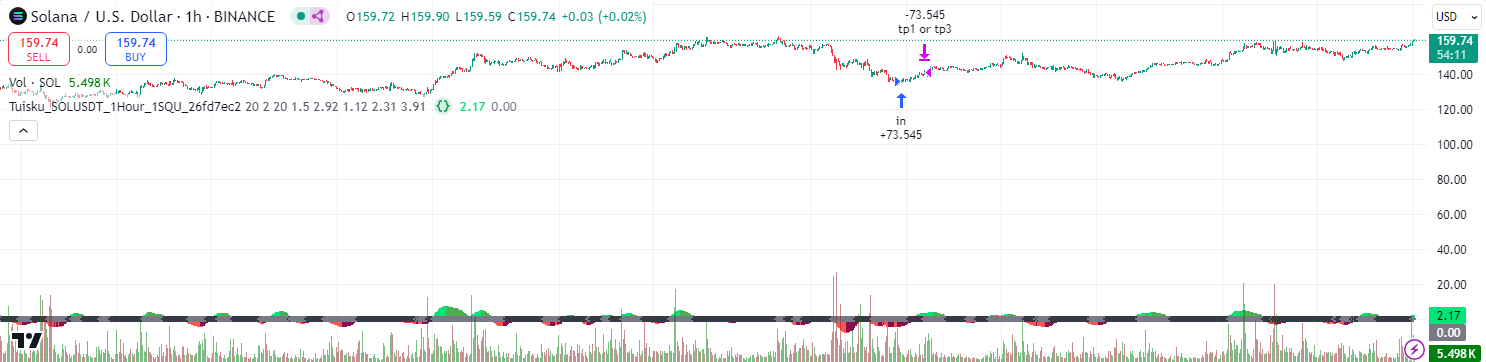 Solana / U.S. Dollar · 1h · BINANCE O159.72 H159.90 L159.59 C159.74 +0.03 (+0.02%)
159.74 SELL 0.00 159.74 BUY
Vol · SOL 5.498K
Tuisku_SOLUSDT_1Hour_1SQU_26fd7ec2 20 2 20 1.5 2.92 1.12 2.31 3.91 {} 2.17 0.00
-73.545
tp1 or tp3
in
+73.545
USD
159.74
54:11
140.00
120.00
100.00
80.00
60.00
40.00
20.00
2.17
0.00
5.498K